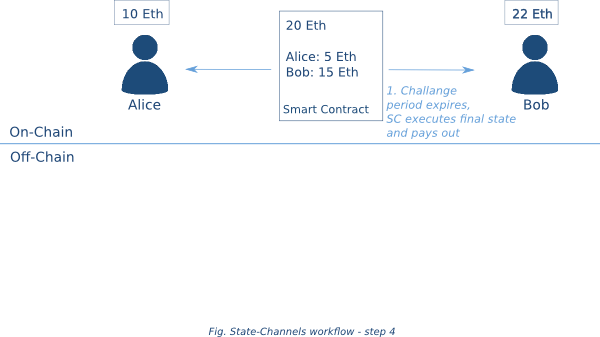 10 Eth
20 Eth
22 Eth
Alice: 5 Eth
Bob: 15 Eth
Smart Contract
Alice
Bob
1. Challange
period expires,
SC executes final state
and pays out
On-Chain
Off-Chain
Fig. State-Channels workflow - step 4